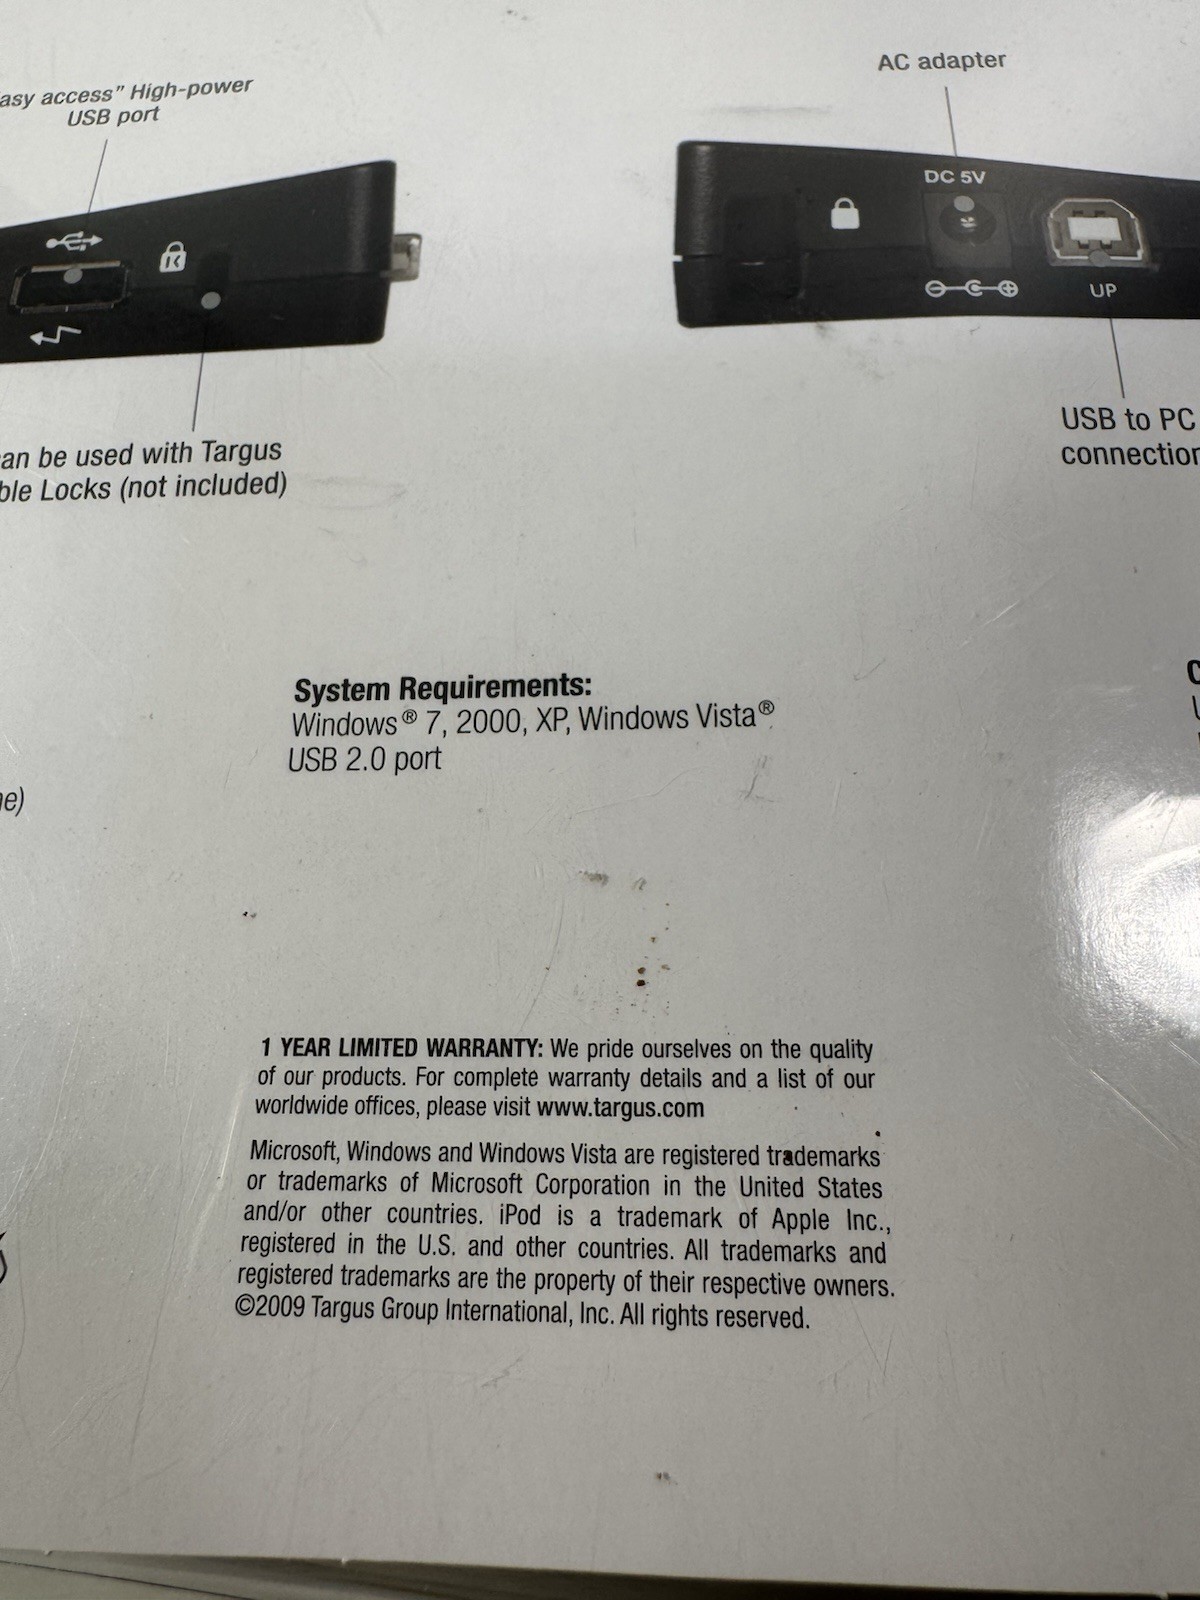 asy access” High-power
USB port
AC adapter
DC 5V
UP
an be used with Targus
ble Locks (not included)
USB to PC
connection
System Requirements:
Windows® 7, 2000, XP, Windows Vista®
USB 2.0 port
e)
1 YEAR LIMITED WARRANTY: We pride ourselves on the quality
of our products. For complete warranty details and a list of our
worldwide offices, please visit www.targus.com
Microsoft, Windows and Windows Vista are registered trademarks
or trademarks of Microsoft Corporation in the United States
and/or other countries. iPod is a trademark of Apple Inc.,
registered in the U.S. and other countries. All trademarks and
registered trademarks are the property of their respective owners.
©2009 Targus Group International, Inc. All rights reserved.